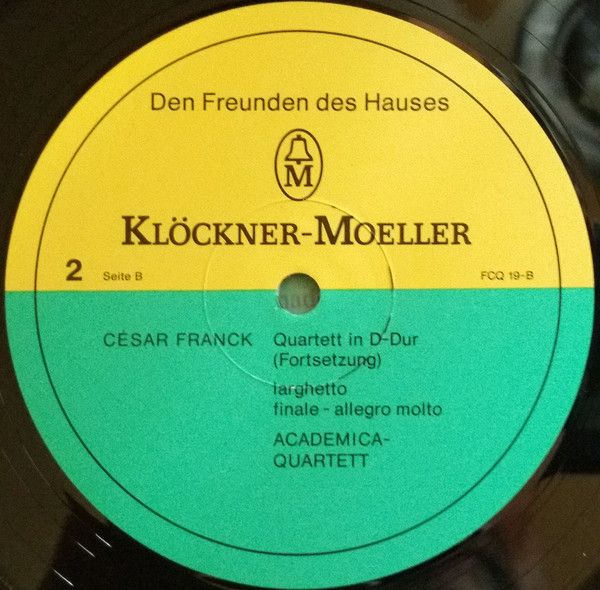 Den Freunden des Hauses
M
KLÖCKNER-MOELLER
2 Seite B FCQ 19-B
CÉSAR FRANCK Quartett in D-Dur
(Fortsetzung)
larghetto
finale - allegro molto
ACADEMICA-
QUARTETT